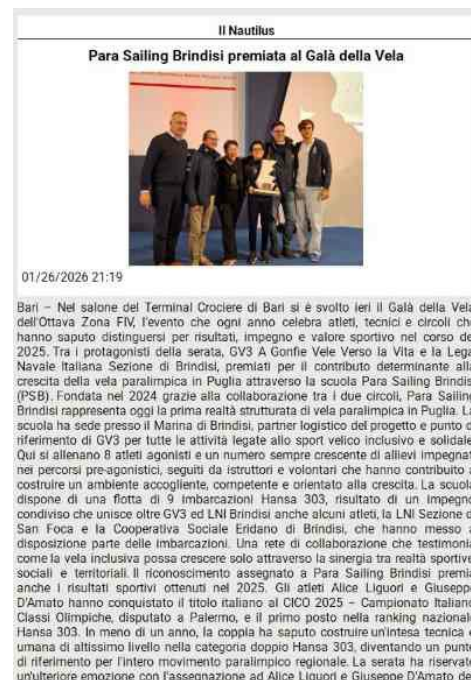 Il Nautilus
Para Sailing Brindisi premiata al Galà della Vela
01/26/2026 21:19
Bari – Nel salone del Terminal Crociere di Bari si è svolto ieri il Galà della Vela
dell'Ottava Zona FIV, l'evento che ogni anno celebra atleti, tecnici e circoli che
hanno saputo distinguersi per risultati, impegno e valore sportivo nel corso del
2025. Tra i protagonisti della serata, GV3 A Gonfie Vele Verso la Vita e la Lega
Navale Italiana Sezione di Brindisi, premiati per il contributo determinante alla
crescita della vela paralimpica in Puglia attraverso la scuola Para Sailing Brindisi
(PSB). Fondata nel 2024 grazie alla collaborazione tra i due circoli, Para Sailing
Brindisi rappresenta oggi la prima realtà strutturata di vela paralimpica in Puglia. La
scuola ha sede presso il Marina di Brindisi, partner logistico del progetto e punto di
riferimento di GV3 per tutte le attività legate allo sport velico inclusivo e solidale.
Qui si allenano 8 atleti agonisti e un numero sempre crescente di allievi impegnati
nei percorsi pre-agonistici, seguiti da istruttori e volontari che hanno contribuito a
costruire un ambiente accogliente, competente e orientato alla crescita. La scuola
dispone di una flotta di 9 imbarcazioni Hansa 303, risultato di un impegno
condiviso che unisce oltre GV3 ed LNI Brindisi anche alcuni atleti, la LNI Sezione di
San Foca e la Cooperativa Sociale Eridano di Brindisi, che hanno messo a
disposizione parte delle imbarcazioni. Una rete di collaborazione che testimonia
come la vela inclusiva possa crescere solo attraverso la sinergia tra realtà sportive,
sociali e territoriali. Il riconoscimento assegnato a Para Sailing Brindisi premia
anche i risultati sportivi ottenuti nel 2025. Gli atleti Alice Liguori e Giuseppe
D'Amato hanno conquistato il titolo italiano al CICO 2025 – Campionato Italiano
Classi Olimpiche, disputato a Palermo, e il primo posto nella ranking nazionale
Hansa 303. In meno di un anno, la coppia ha saputo costruire un'intesa tecnica e
umana di altissimo livello nella categoria doppio Hansa 303, diventando un punto
di riferimento per l'intero movimento paralimpico regionale. La serata ha riservato
un'ulteriore emozione con l'assegnazione ad Alice Liguori e Giuseppe D'Amato del